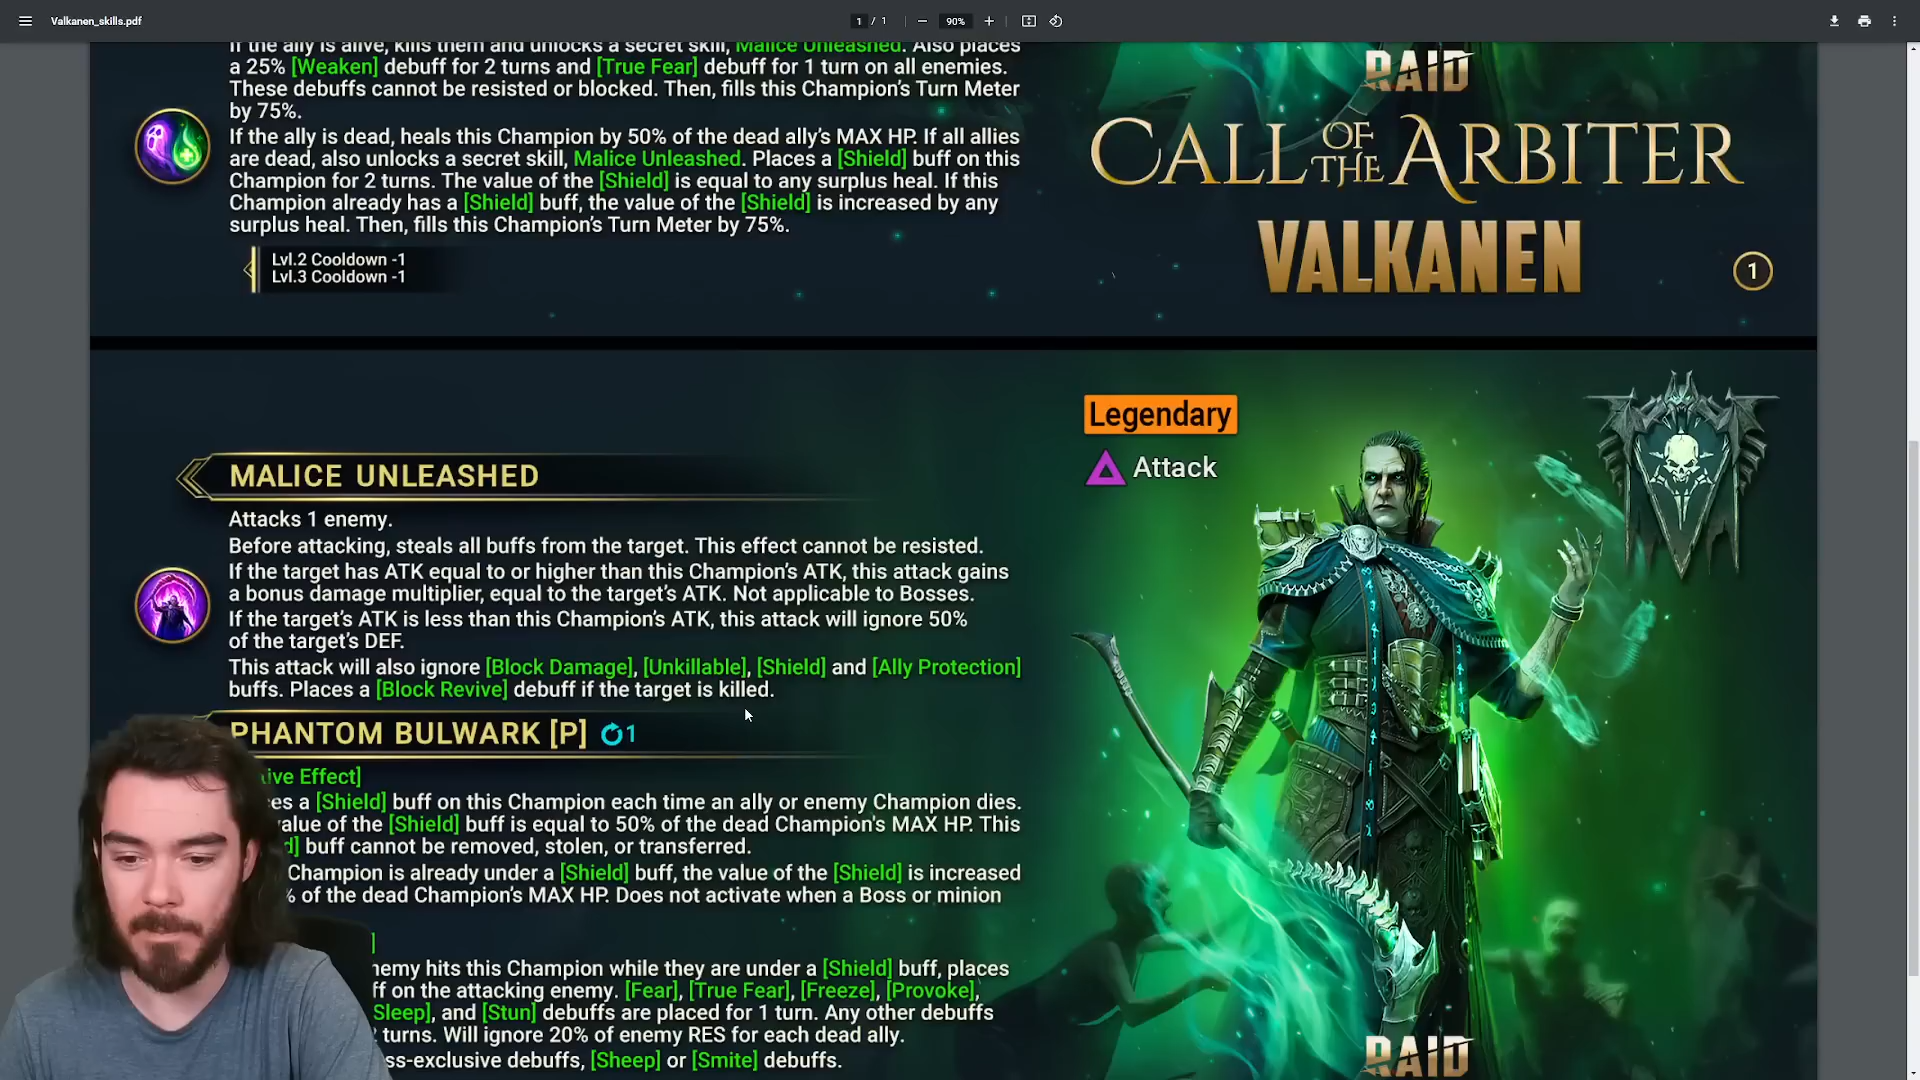 Valkanen_skills.pdf
1 / 1
90%
If the ally is alive, kills them and unlocks a secret skill, Malice Unleashed. Also places
a 25% [Weaken] debuff for 2 turns and [True Fear] debuff for 1 turn on all enemies.
These debuffs cannot be resisted or blocked. Then, fills this Champion's Turn Meter
by 75%.
If the ally is dead, heals this Champion by 50% of the dead ally's MAX HP. If all allies
are dead, also unlocks a secret skill, Malice Unleashed. Places a [Shield] buff on this
Champion for 2 turns. The value of the [Shield] is equal to any surplus heal. If this
Champion already has a [Shield] buff, the value of the [Shield] is increased by any
surplus heal. Then, fills this Champion's Turn Meter by 75%.
Lvl.2 Cooldown -1
Lvl.3 Cooldown -1
RAID
CALL OF THE ARBITER
VALKANEN
1
Legendary
Attack
MALICE UNLEASHED
Attacks 1 enemy.
Before attacking, steals all buffs from the target. This effect cannot be resisted.
If the target has ATK equal to or higher than this Champion's ATK, this attack gains
a bonus damage multiplier, equal to the target's ATK. Not applicable to Bosses.
If the target's ATK is less than this Champion's ATK, this attack will ignore 50%
of the target's DEF.
This attack will also ignore [Block Damage], [Unkillable], [Shield] and [Ally Protection]
buffs. Places a [Block Revive] debuff if the target is killed.
PHANTOM BULWARK [P] 1
Effect]
a [Shield] buff on this Champion each time an ally or enemy Champion dies.
of the [Shield] buff is equal to 50% of the dead Champion's MAX HP. This
buff cannot be removed, stolen, or transferred.
Champion is already under a [Shield] buff, the value of the [Shield] is increased
% of the dead Champion's MAX HP. Does not activate when a Boss or minion
]
hits this Champion while they are under a [Shield] buff, places
on the attacking enemy. [Fear], [True Fear], [Freeze], [Provoke],
Sleep], and [Stun] debuffs are placed for 1 turn. Any other debuffs
turns. Will ignore 20% of enemy RES for each dead ally.
-exclusive debuffs, [Sheep] or [Smite] debuffs.
RAID